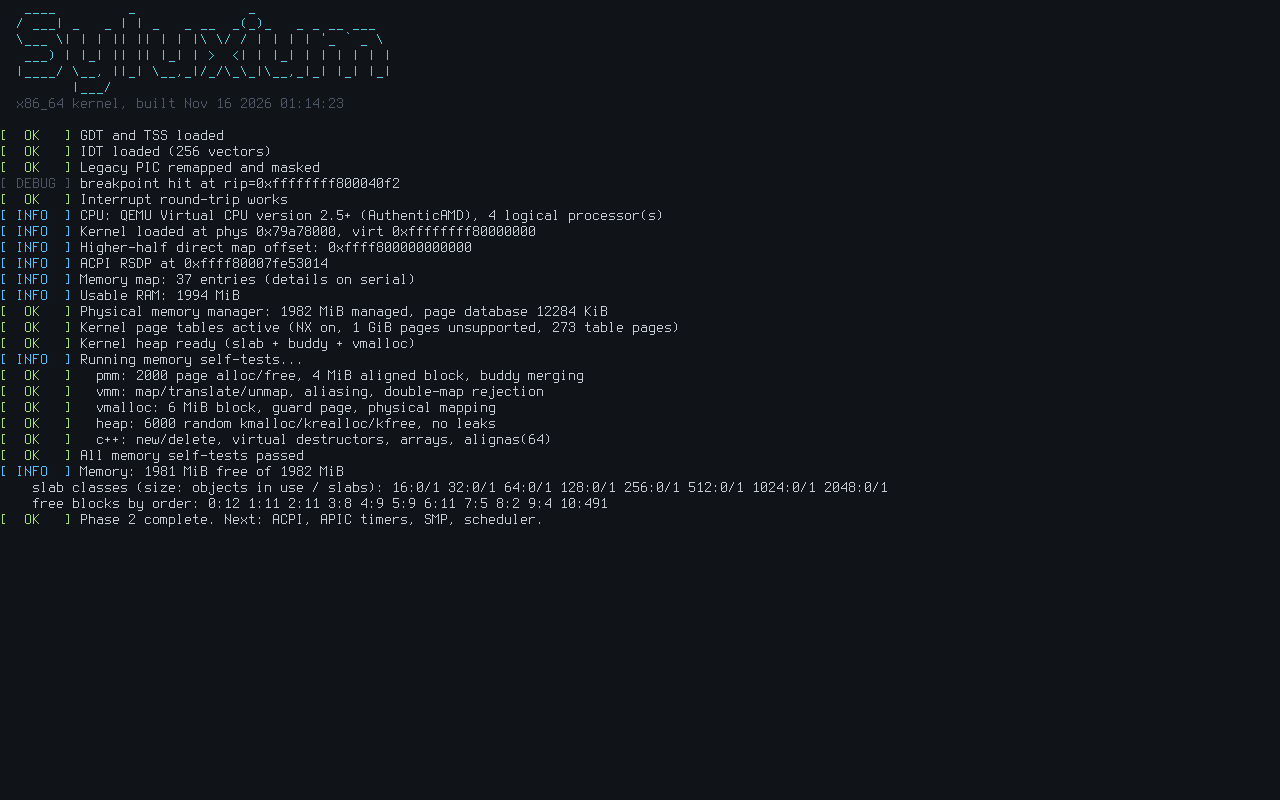 Syluxium
x86_64 kernel, built Nov 16 2026 01:14:23
[  OK   ] GDT and TSS loaded
[  OK   ] IDT loaded (256 vectors)
[  OK   ] Legacy PIC remapped and masked
[ DEBUG ] breakpoint hit at rip=0xffffffff800040f2
[  OK   ] Interrupt round-trip works
[ INFO  ] CPU: QEMU Virtual CPU version 2.5+ (AuthenticAMD), 4 logical processor(s)
[ INFO  ] Kernel loaded at phys 0x79a78000, virt 0xffffffff80000000
[ INFO  ] Higher-half direct map offset: 0xffff800000000000
[ INFO  ] ACPI RSDP at 0xffff80007fe53014
[ INFO  ] Memory map: 37 entries (details on serial)
[ INFO  ] Usable RAM: 1994 MiB
[  OK   ] Physical memory manager: 1982 MiB managed, page database 12284 KiB
[  OK   ] Kernel page tables active (NX on, 1 GiB pages unsupported, 273 table pages)
[  OK   ] Kernel heap ready (slab + buddy + vmalloc)
[ INFO  ] Running memory self-tests...
[  OK   ]   pmm: 2000 page alloc/free, 4 MiB aligned block, buddy merging
[  OK   ]   vmm: map/translate/unmap, aliasing, double-map rejection
[  OK   ]   vmalloc: 6 MiB block, guard page, physical mapping
[  OK   ]   heap: 6000 random kmalloc/krealloc/kfree, no leaks
[  OK   ]   c++: new/delete, virtual destructors, arrays, alignas(64)
[  OK   ] All memory self-tests passed
[ INFO  ] Memory: 1981 MiB free of 1982 MiB
slab classes (size: objects in use / slabs): 16:0/1 32:0/1 64:0/1 128:0/1 256:0/1 512:0/1 1024:0/1 2048:0/1
free blocks by order: 0:12 1:11 2:11 3:8 4:9 5:9 6:11 7:5 8:2 9:4 10:491
[  OK   ] Phase 2 complete. Next: ACPI, APIC timers, SMP, scheduler.